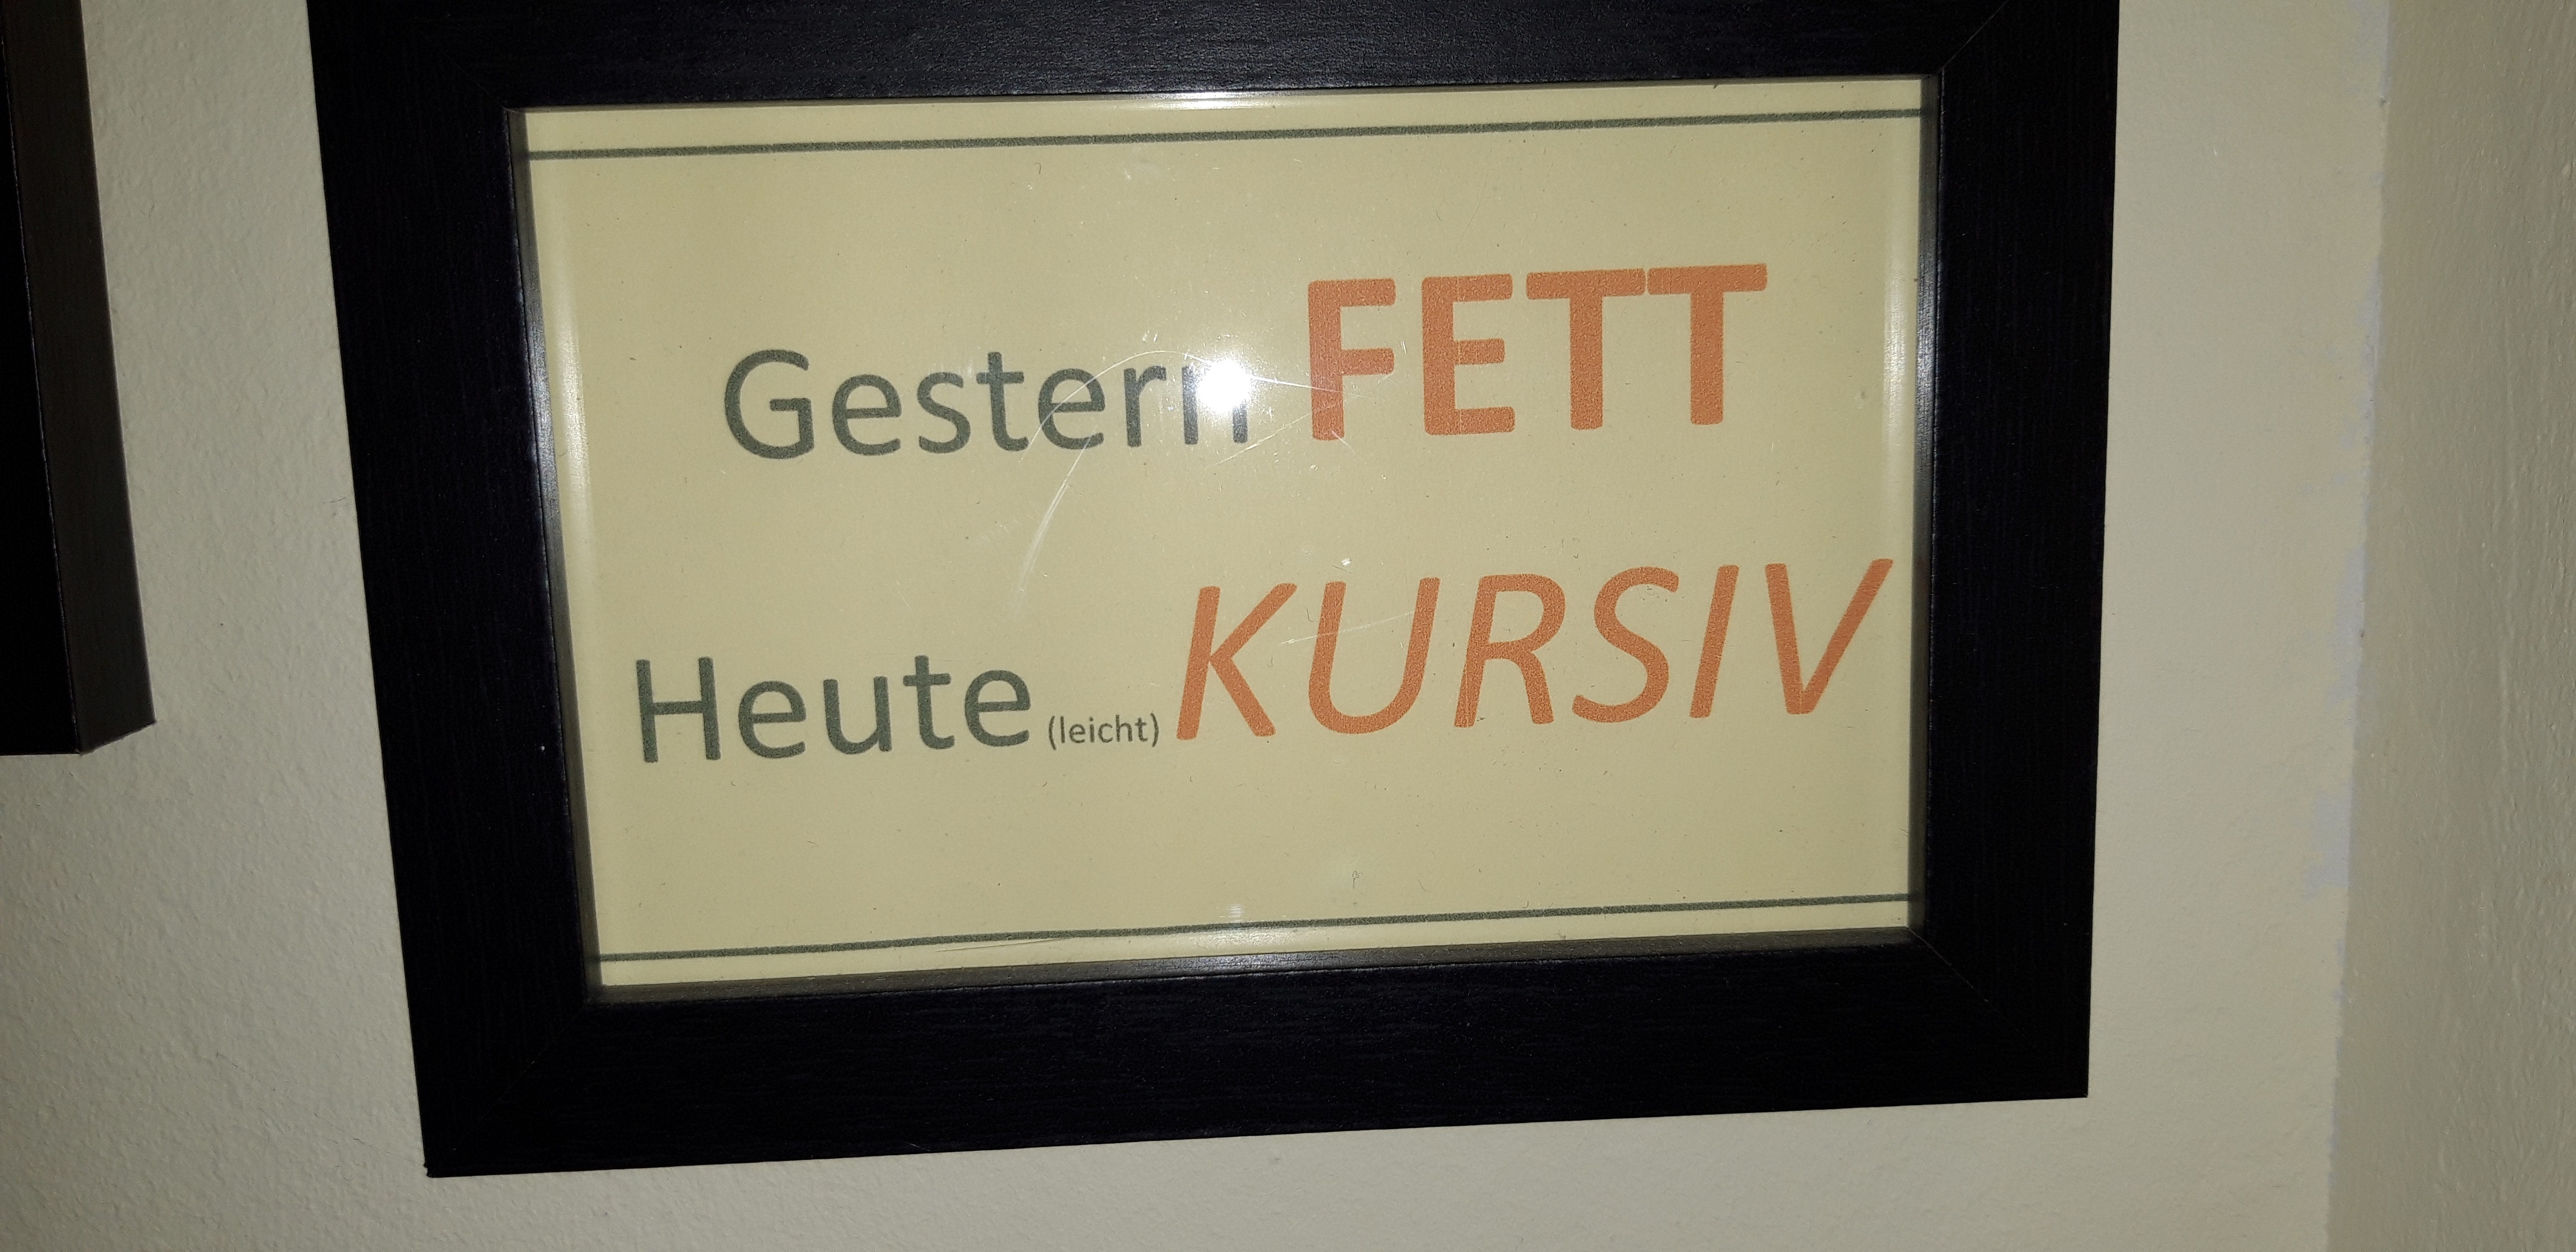 Gestern FETT
Heute (leicht) KURSIV